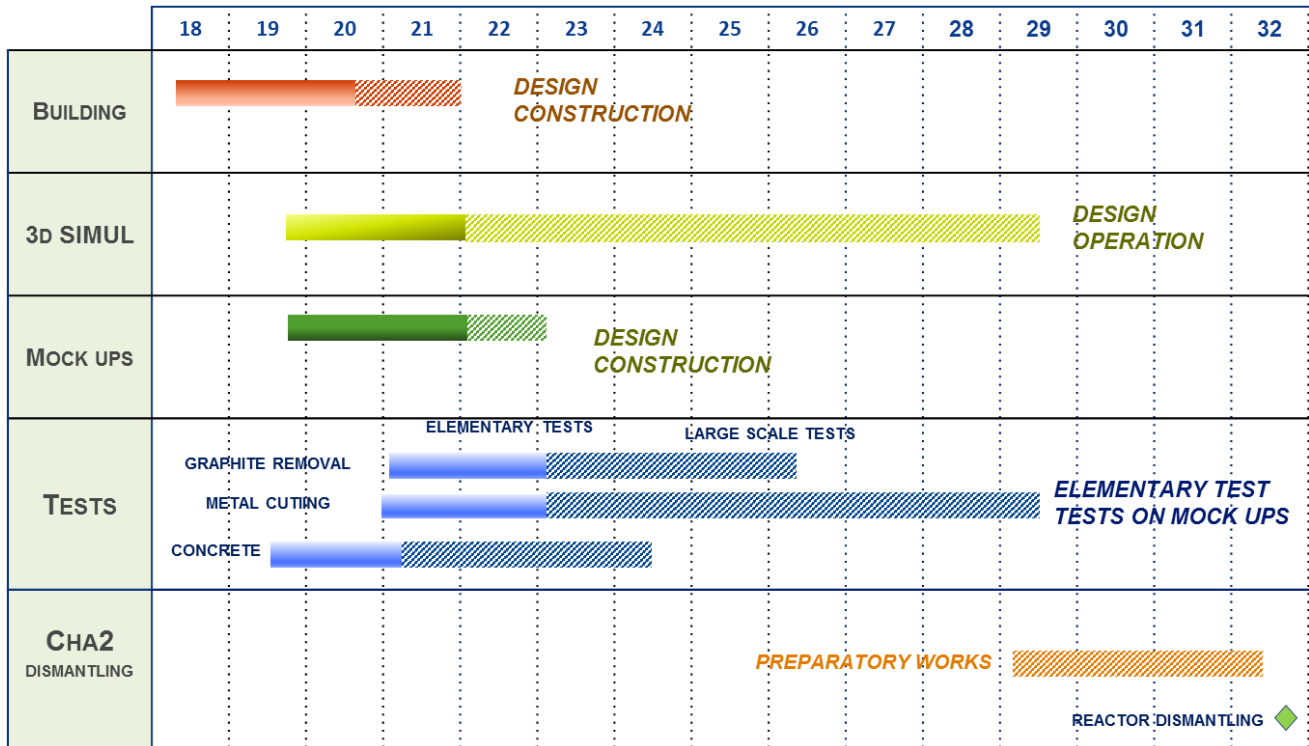 18 19 20 21 22 23 24 25 26 27 28 29 30 31 32
BUILDING
DESIGN
CONSTRUCTION
3D SIMUL
DESIGN
OPERATION
MOCK UPS
DESIGN
CONSTRUCTION
TESTS
ELEMENTARY TESTS
LARGE SCALE TESTS
GRAPHITE REMOVAL
METAL CUTING
CONCRETE
ELEMENTARY TEST
TESTS ON MOCK UPS
CHA2
DISMANTLING
PREPARATORY WORKS
REACTOR DISMANTLING